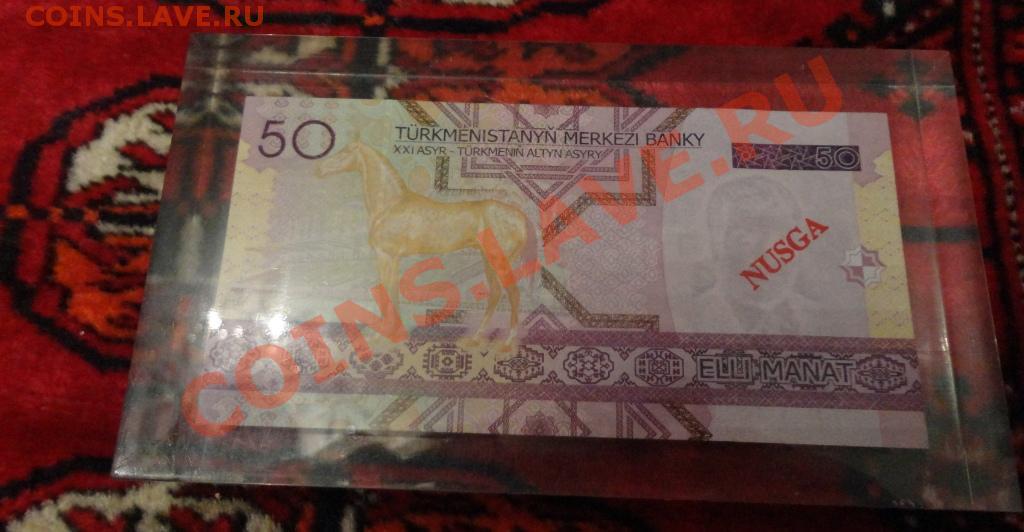 COINS.LAVE.RU
50
TÜRKMENISTANYŇ MERKEZI BANKY
XXI ASYR - TÜRKMENIŇ ALTYN ASYRY
50
NUSGA
ELLI MANAT
COINS.LAVE.RU